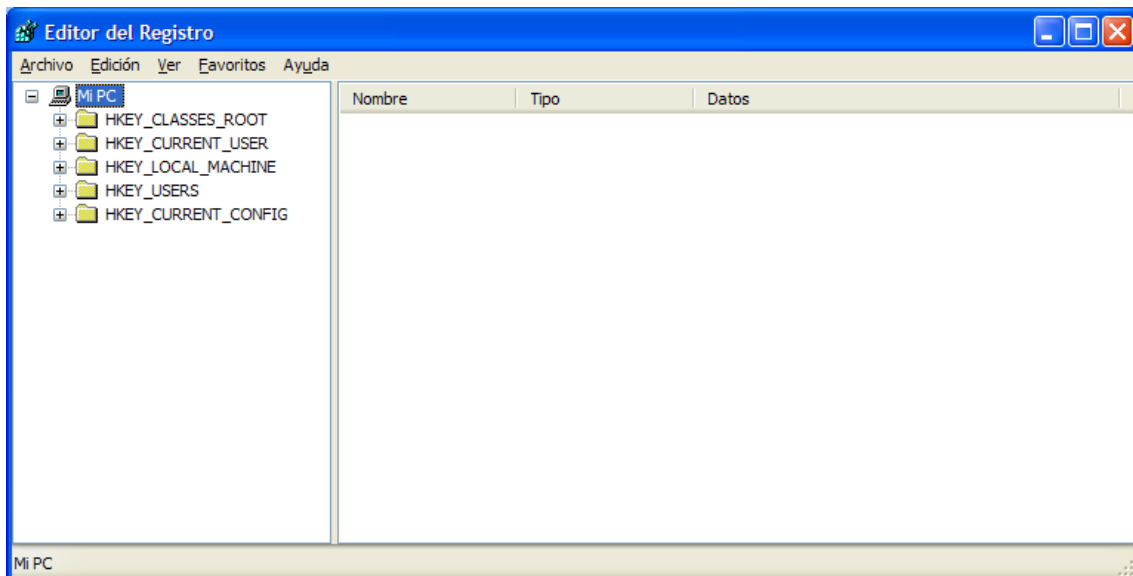 Editor del Registro
Archivo Edición Ver Favoritos Ayuda
Mi PC
Nombre Tipo Datos
HKEY_CLASSES_ROOT
HKEY_CURRENT_USER
HKEY_LOCAL_MACHINE
HKEY_USERS
HKEY_CURRENT_CONFIG
Mi PC